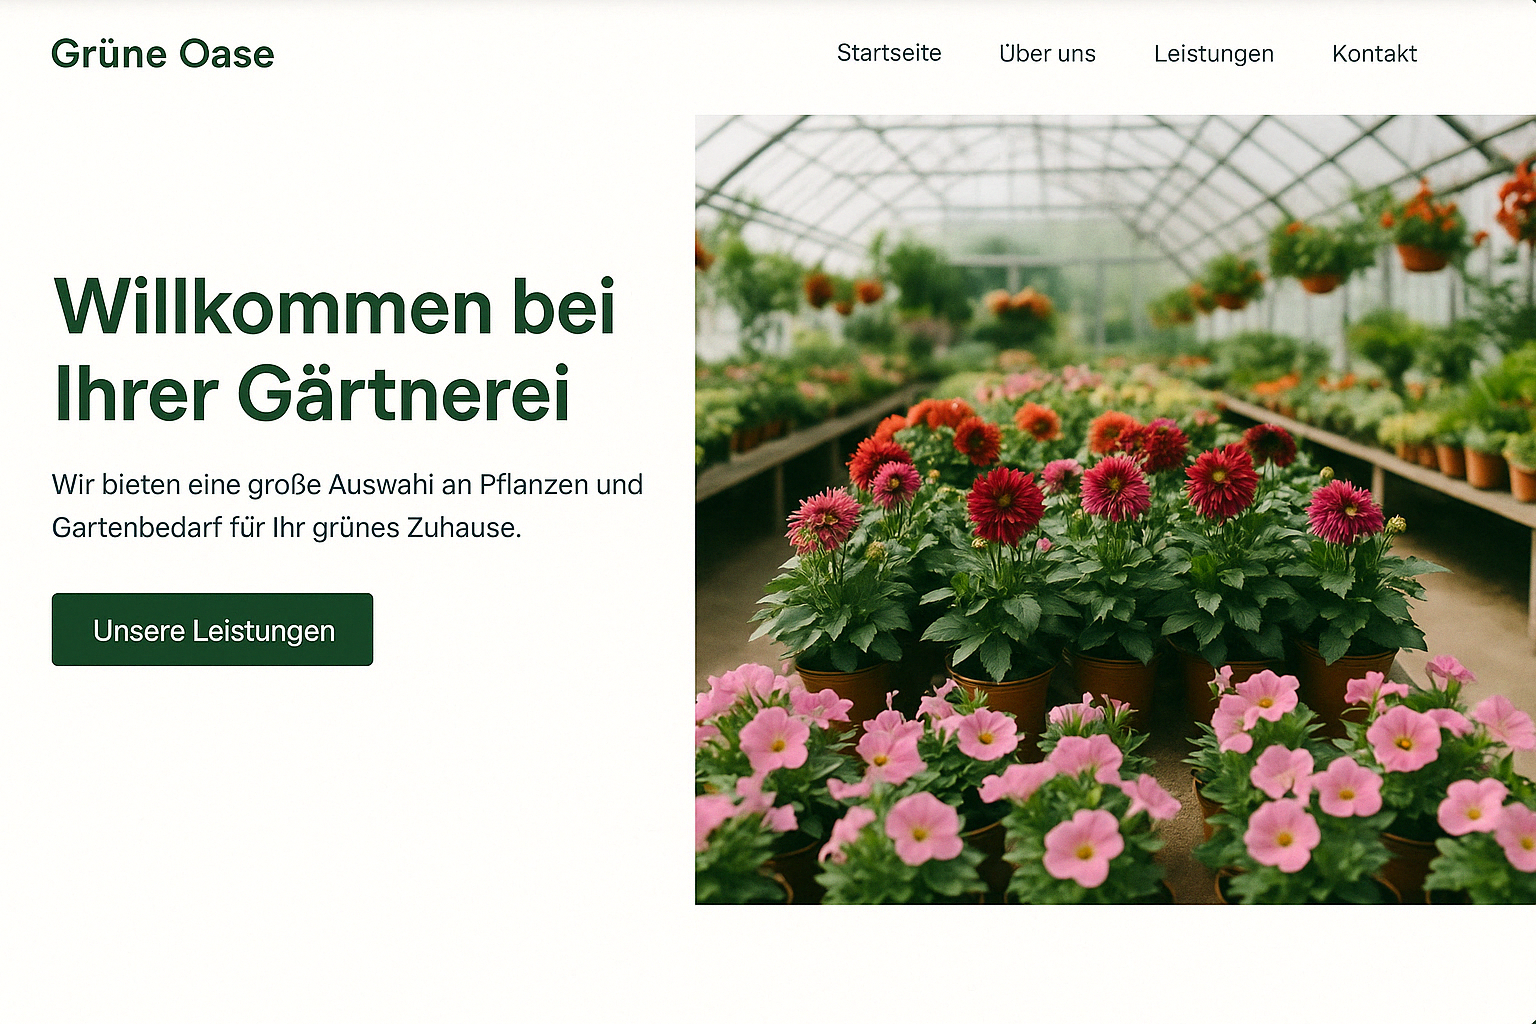 Grüne Oase
Startseite Über uns Leistungen Kontakt
Willkommen bei
Ihrer Gärtnerei
Wir bieten eine große Auswahi an Pflanzen und
Gartenbedarf für Ihr grünes Zuhause.
Unsere Leistungen